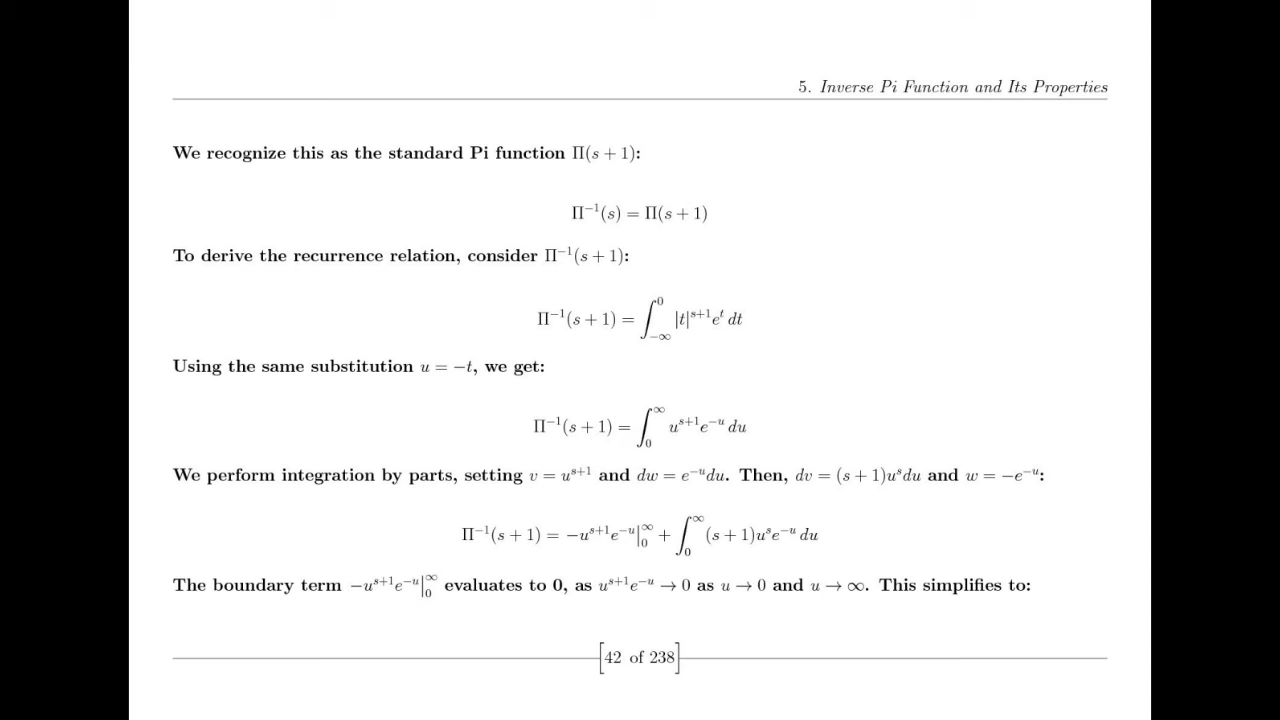 5. Inverse Pi Function and Its Properties
We recognize this as the standard Pi function Π(s + 1):
Π⁻¹(s) = Π(s + 1)
To derive the recurrence relation, consider Π⁻¹(s + 1):
Π⁻¹(s + 1) = ∫_{−∞}^{0} |t|^{s+1} e^{t} dt
Using the same substitution u = −t, we get:
Π⁻¹(s + 1) = ∫_{0}^{∞} u^{s+1} e^{−u} du
We perform integration by parts, setting v = u^{s+1} and dw = e^{−u}du. Then, dv = (s + 1)u^{s}du and w = −e^{−u}:
Π⁻¹(s + 1) = −u^{s+1}e^{−u}|_{0}^{∞} + ∫_{0}^{∞} (s + 1)u^{s}e^{−u} du
The boundary term −u^{s+1}e^{−u}|_{0}^{∞} evaluates to 0, as u^{s+1}e^{−u} → 0 as u → 0 and u → ∞. This simplifies to:
[42 of 238]